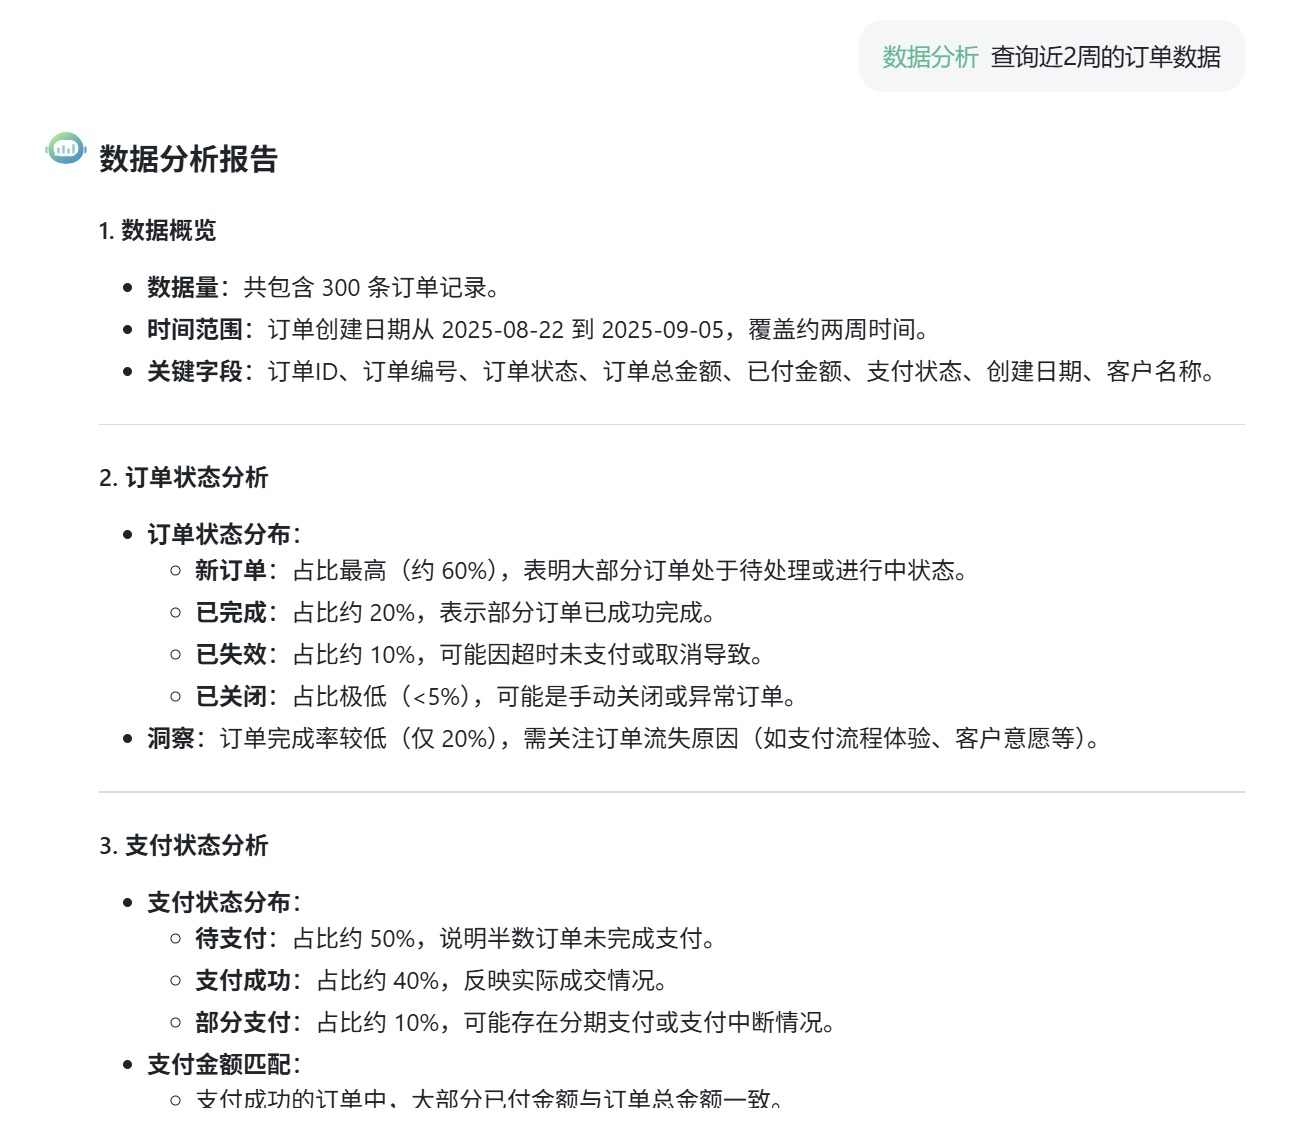 数据分析 查询近2周的订单数据
数据分析报告
1. 数据概览
数据量：共包含 300 条订单记录。
时间范围：订单创建日期从 2025-08-22 到 2025-09-05，覆盖约两周时间。
关键字段：订单ID、订单编号、订单状态、订单总金额、已付金额、支付状态、创建日期、客户名称。
2. 订单状态分析
订单状态分布：
新订单：占比最高（约 60%），表明大部分订单处于待处理或进行中状态。
已完成：占比约 20%，表示部分订单已成功完成。
已失效：占比约 10%，可能因超时未支付或取消导致。
已关闭：占比极低（<5%），可能是手动关闭或异常订单。
洞察：订单完成率较低（仅 20%），需关注订单流失原因（如支付流程体验、客户意愿等）。
3. 支付状态分析
支付状态分布：
待支付：占比约 50%，说明半数订单未完成支付。
支付成功：占比约 40%，反映实际成交情况。
部分支付：占比约 10%，可能存在分期支付或支付中断情况。
支付金额匹配：
支付成功的订单中，大部分已付金额与订单总金额一致。